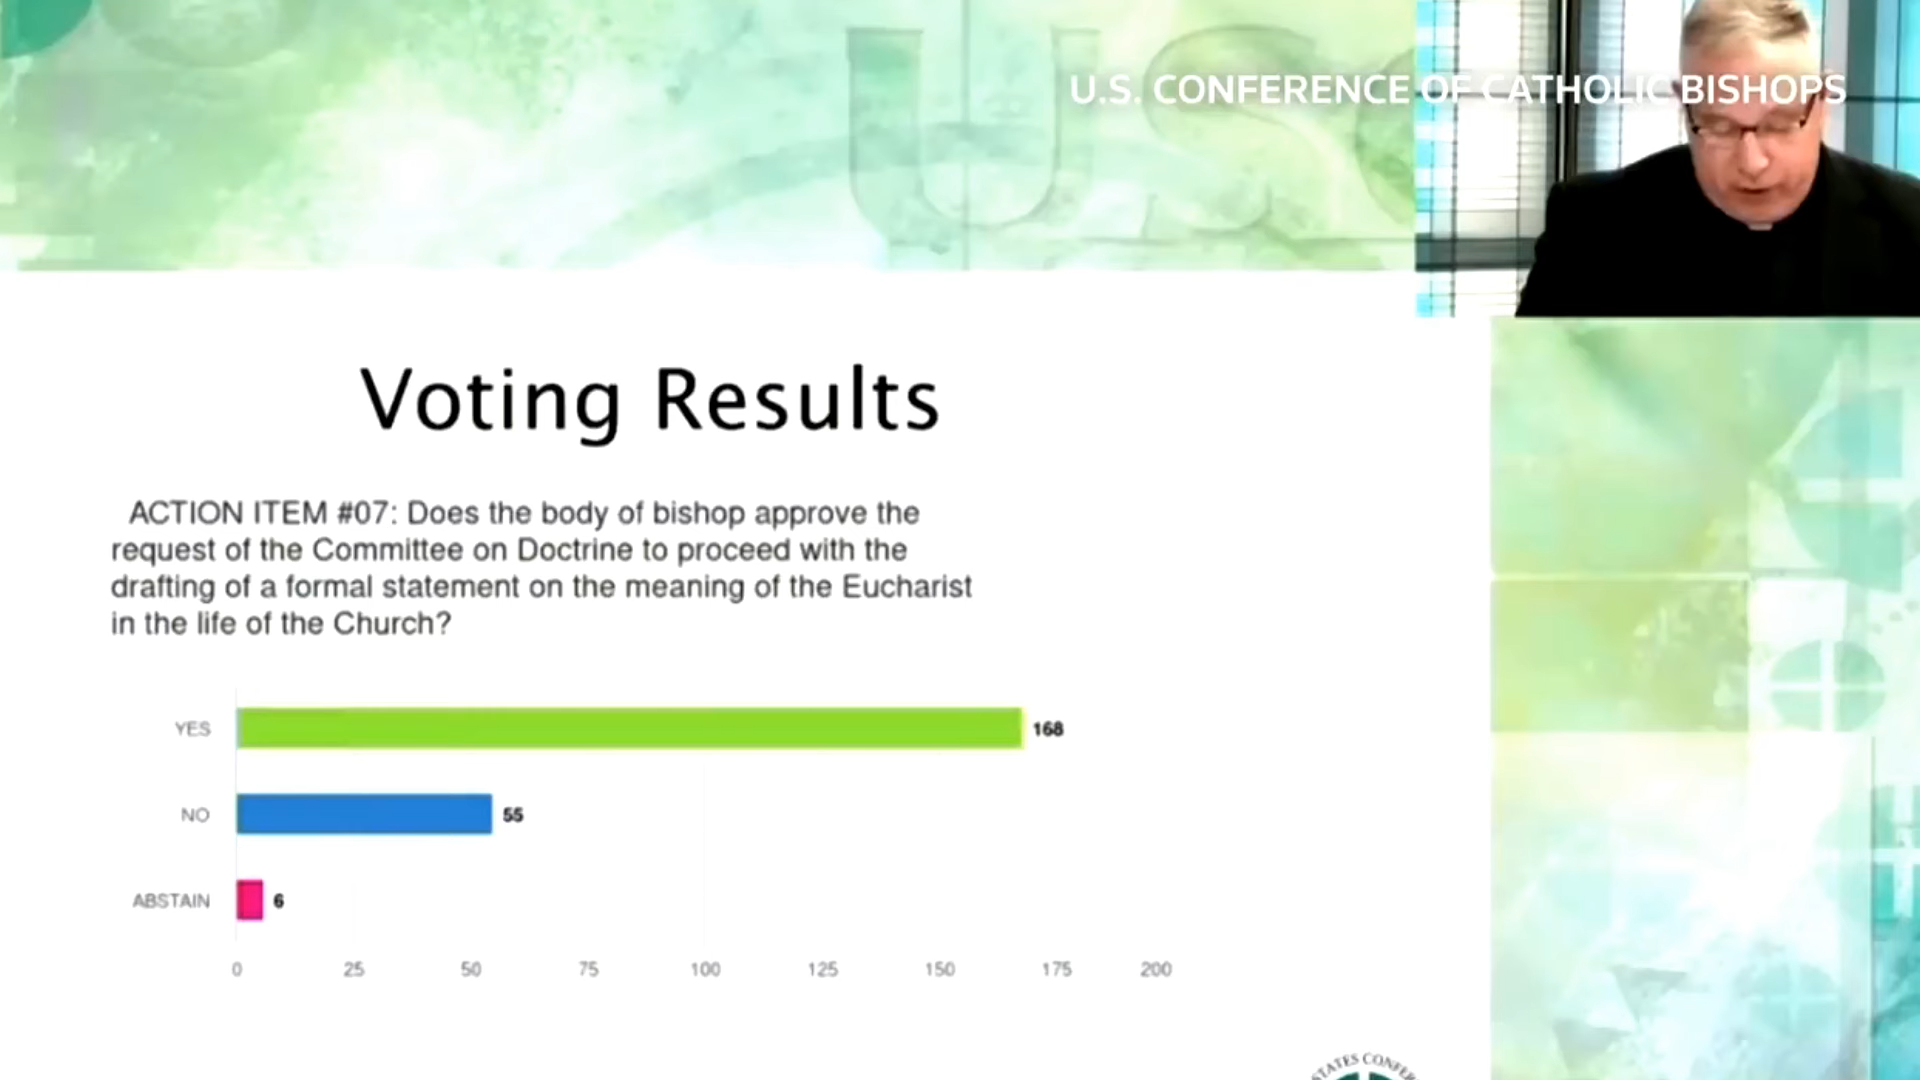 U.S. CONFERENCE OF CATHOLIC BISHOPS
Voting Results
ACTION ITEM #07: Does the body of bishop approve the
request of the Committee on Doctrine to proceed with the
drafting of a formal statement on the meaning of the Eucharist
in the life of the Church?
YES 168
NO 55
ABSTAIN 6
0 25 50 75 100 125 150 175 200